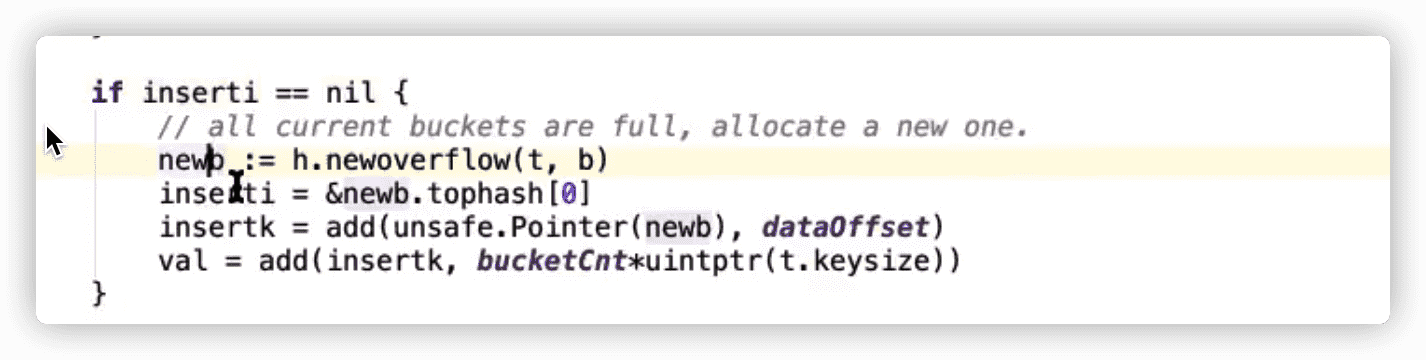 if inserti == nil {
// all current buckets are full, allocate a new one.
newb := h.newoverflow(t, b)
inserti = &newb.tophash[0]
insertk = add(unsafe.Pointer(newb), dataOffset)
val = add(insertk, bucketCnt*uintptr(t.keysize))
}